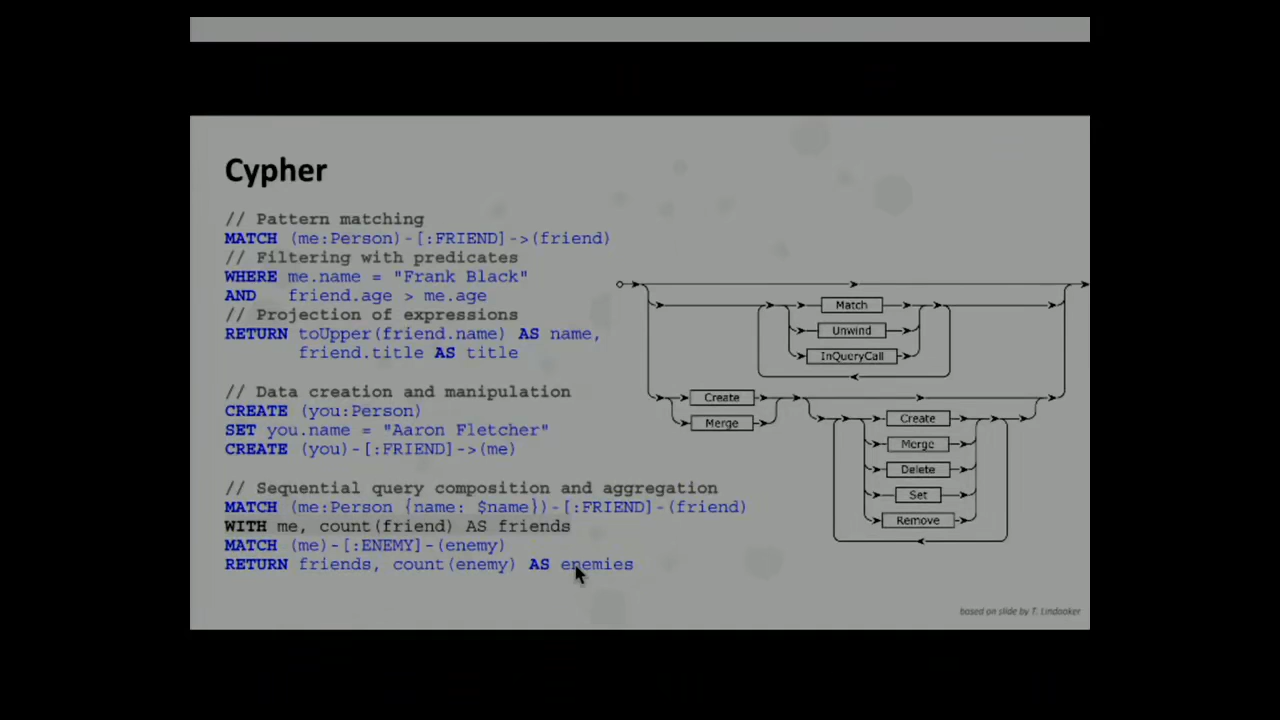 Cypher
// Pattern matching
MATCH (me:Person)-[:FRIEND]->(friend)
// Filtering with predicates
WHERE me.name = "Frank Black"
AND friend.age > me.age
// Projection of expressions
RETURN toUpper(friend.name) AS name,
friend.title AS title
// Data creation and manipulation
CREATE (you:Person)
SET you.name = "Aaron Fletcher"
CREATE (you)-[:FRIEND]->(me)
// Sequential query composition and aggregation
MATCH (me:Person {name: $name})-[:FRIEND]-(friend)
WITH me, count(friend) AS friends
MATCH (me)-[:ENEMY]-(enemy)
RETURN friends, count(enemy) AS enemies
Match
Unwind
InQueryCall
Create
Merge
Create
Merge
Delete
Set
Remove
based on slide by T. Lindaaker